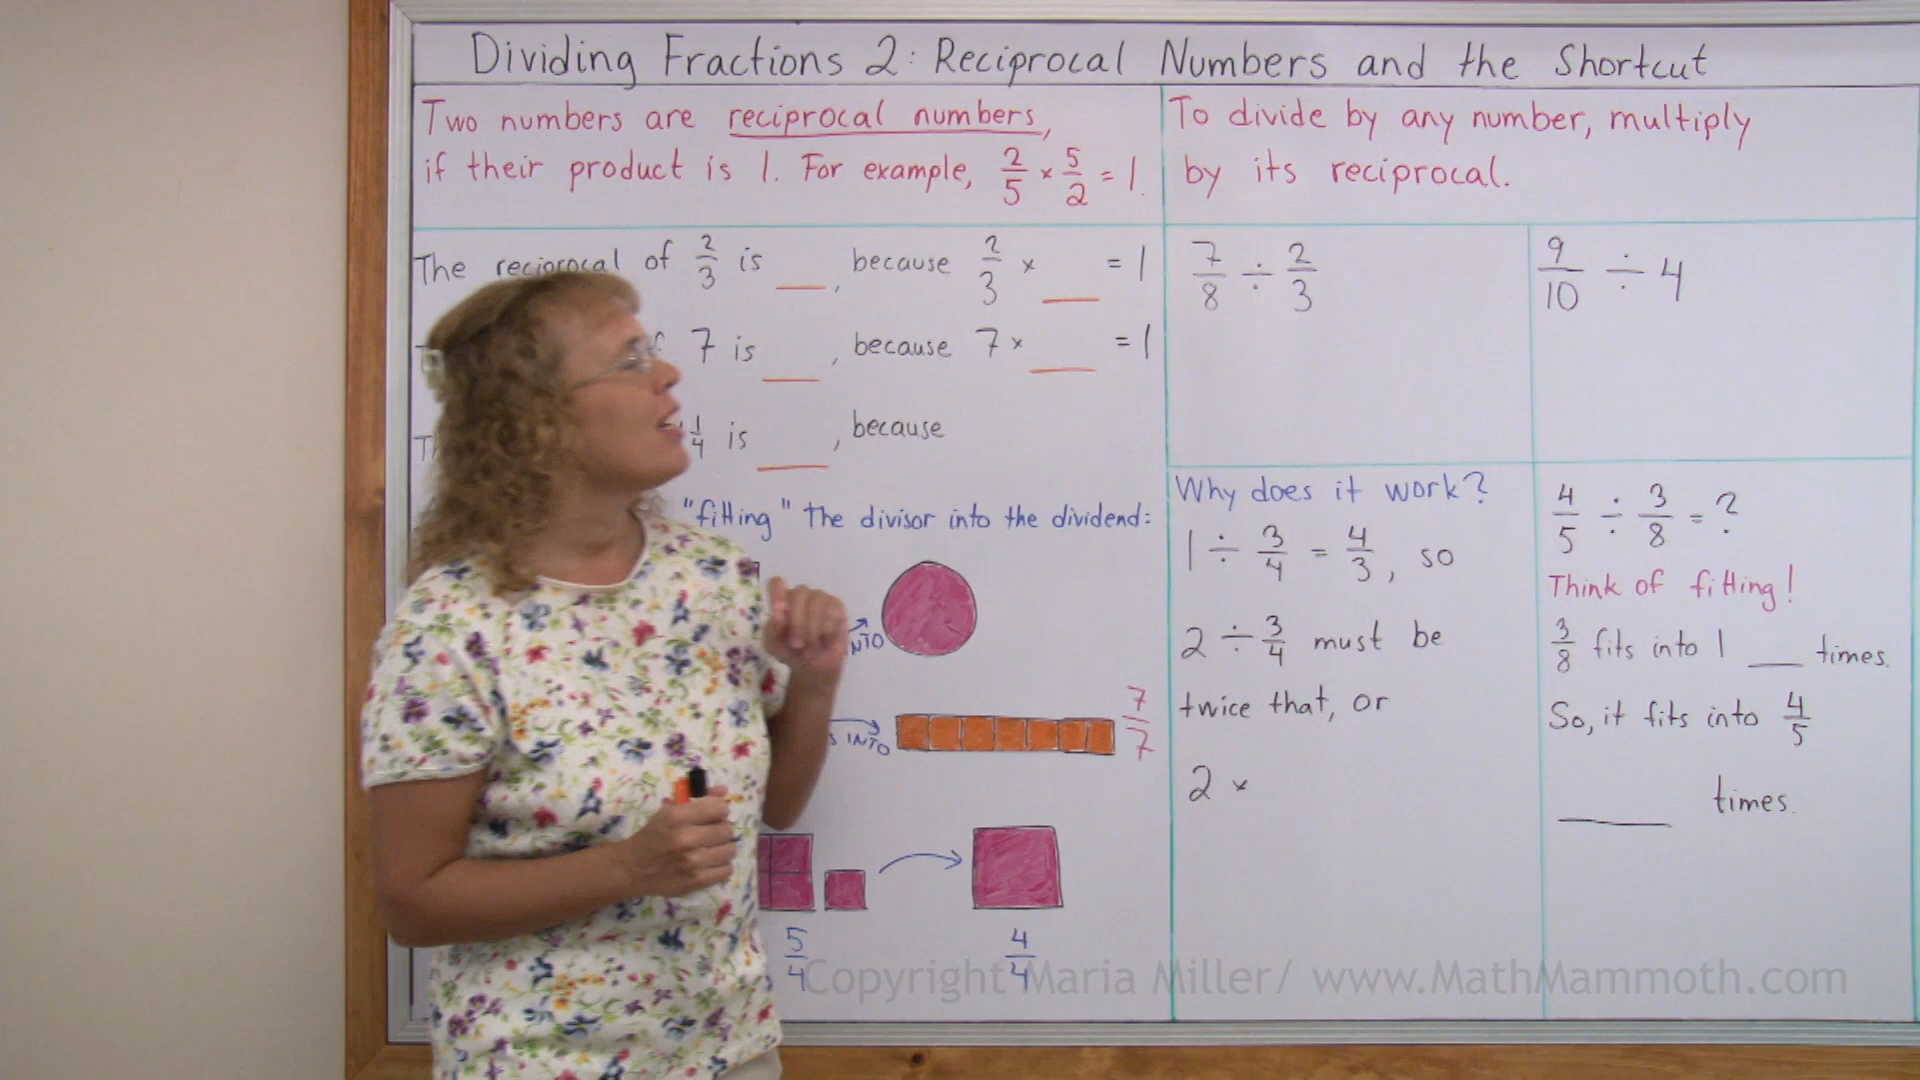 Dividing Fractions 2: Reciprocal Numbers and the Shortcut
Two numbers are reciprocal numbers,
if their product is 1. For example, 2/5 × 5/2 = 1.
The reciprocal of 2/3 is ___, because 2/3 × ___ = 1
7 is ___, because 7 × ___ = 1
1/4 is ___, because
"fitting" the divisor into the dividend:
INTO
INTO
7/7
5/4
4/4
To divide by any number, multiply
by its reciprocal.
7/8 ÷ 2/3
9/10 ÷ 4
Why does it work?
1 ÷ 3/4 = 4/3, so
2 ÷ 3/4 must be
twice that, or
2 ×
4/5 ÷ 3/8 = ?
Think of fitting!
3/8 fits into 1 ___ times.
So, it fits into 4/5
___ times.
Copyright Maria Miller/ www.MathMammoth.com